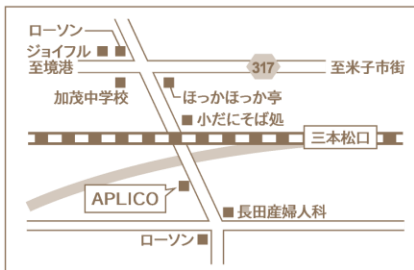 ローソン
ジョイフル
至境港
317
至米子市街
加茂中学校
ほっかほっか亭
小だにそば処
三本松口
APLICO
長田産婦人科
ローソン